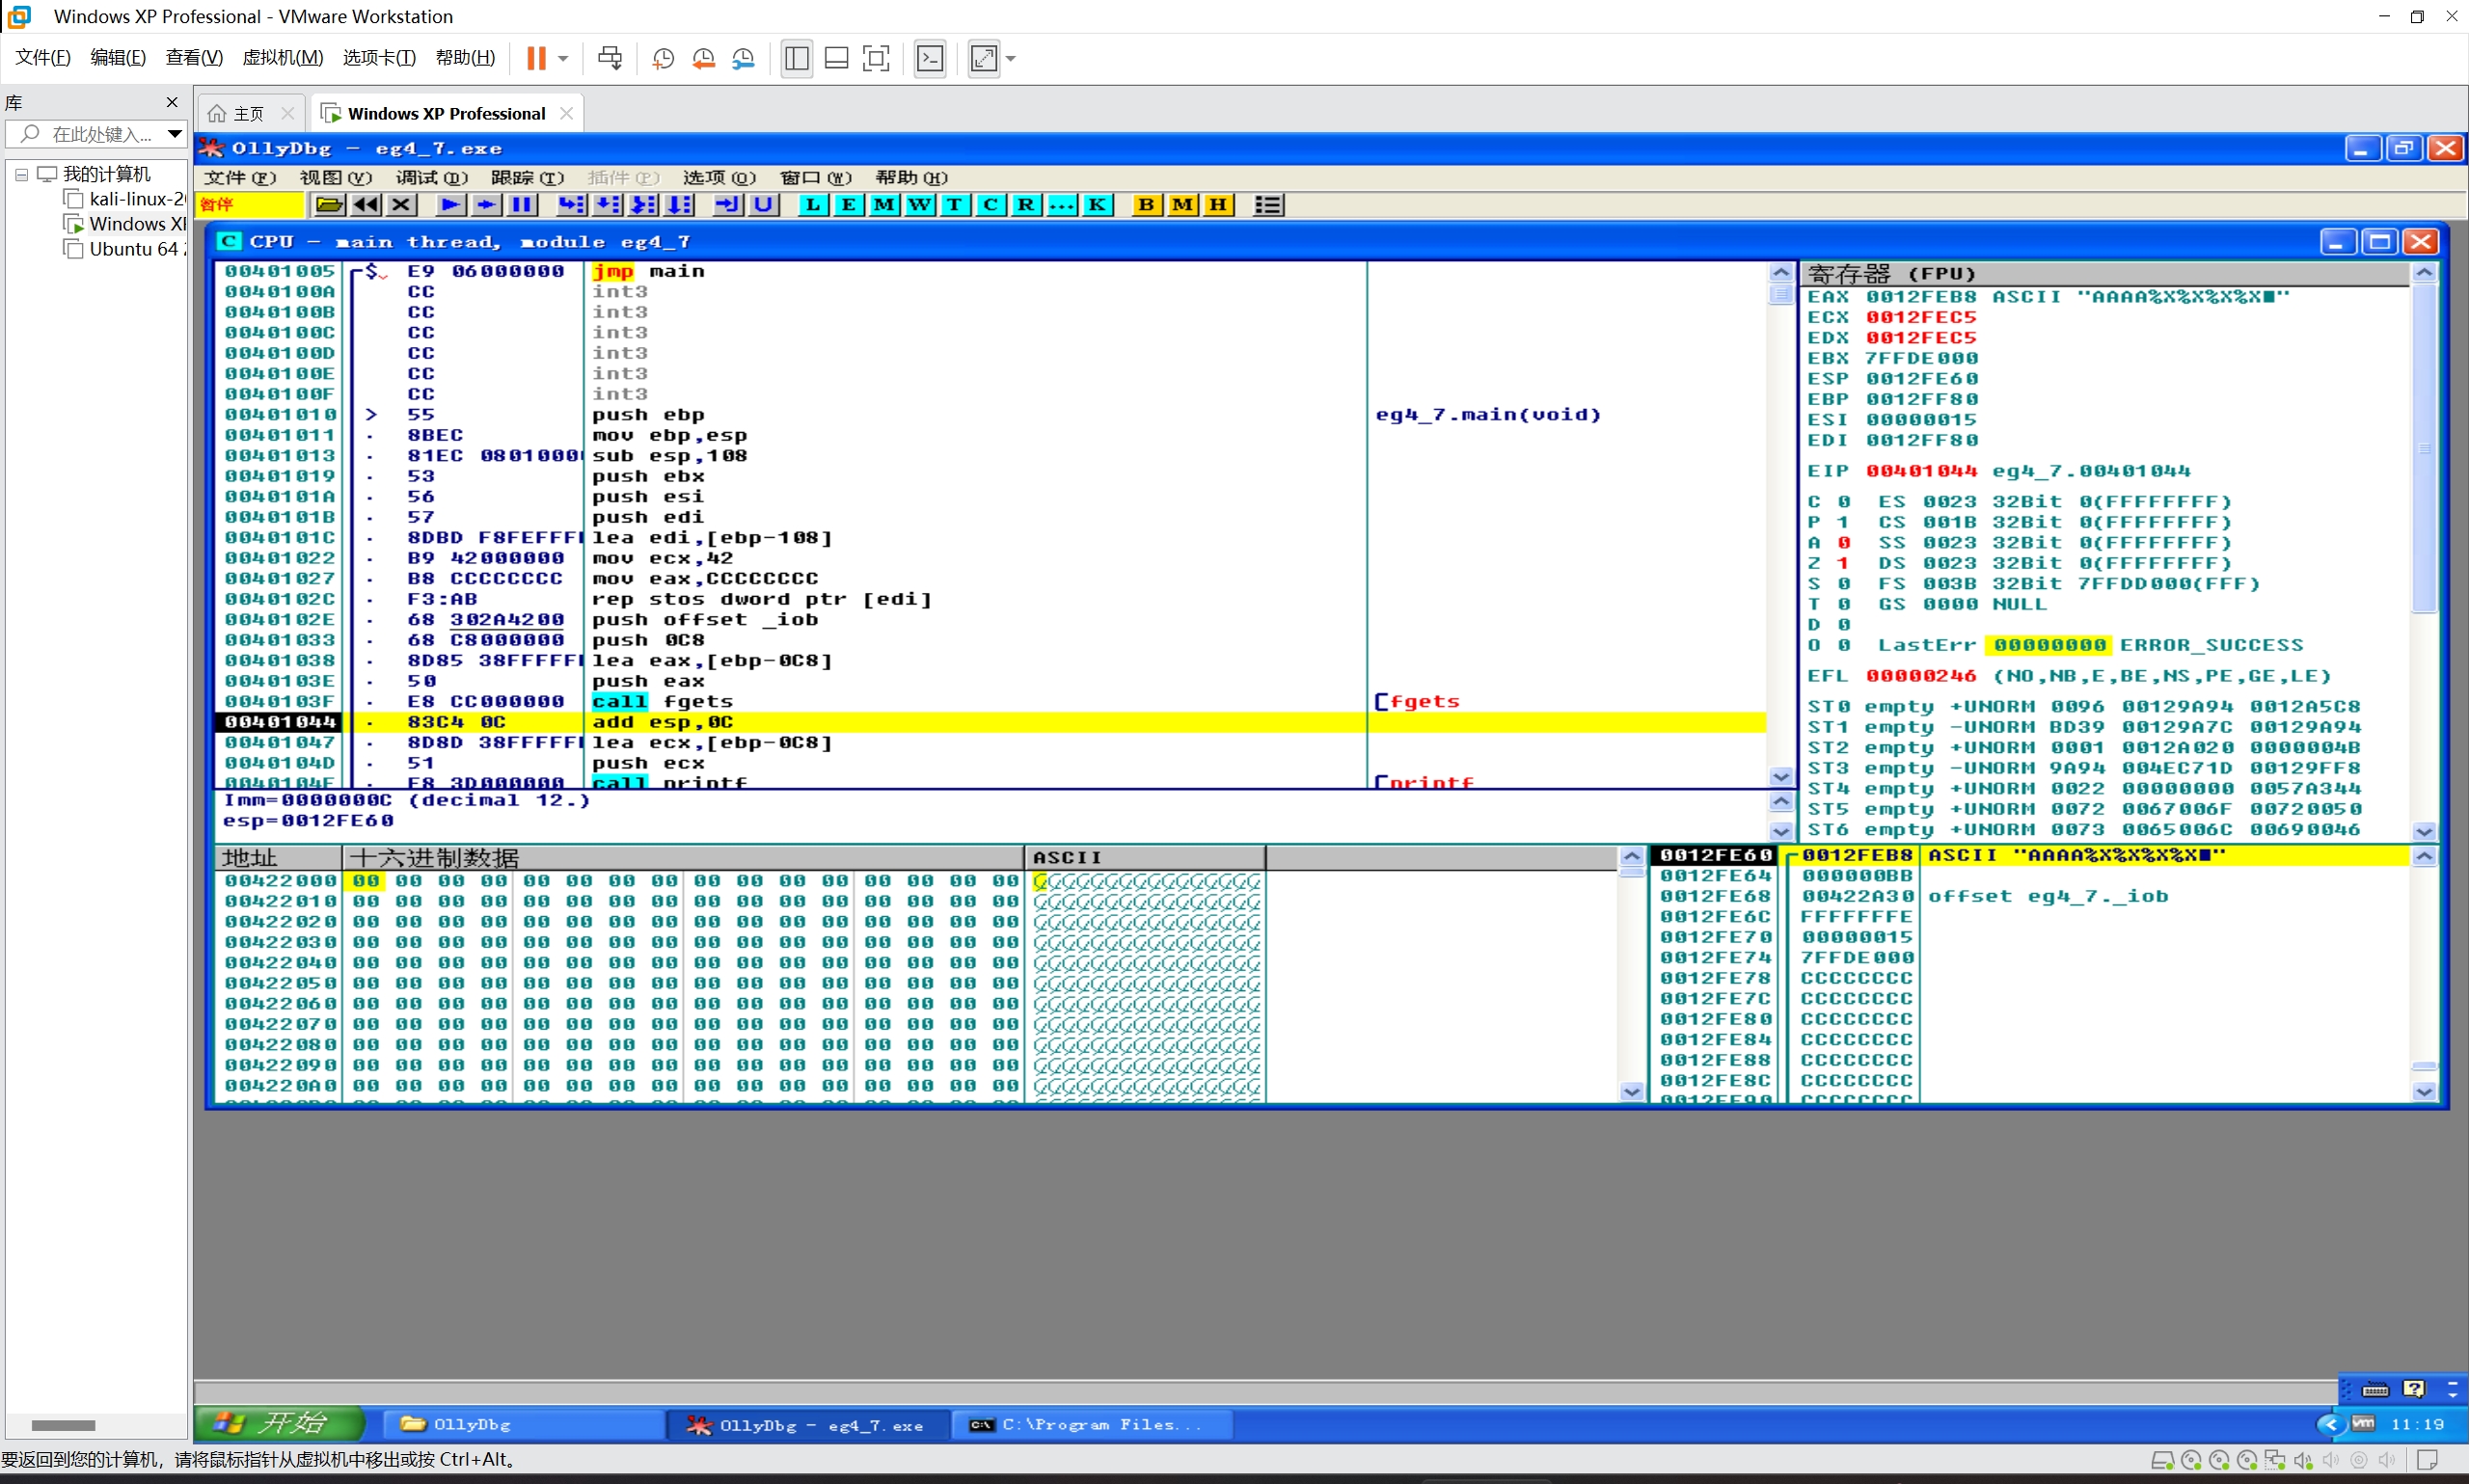 Windows XP Professional - VMware Workstation
文件(F) 编辑(E) 查看(V) 虚拟机(M) 选项卡(T) 帮助(H)
库
在此处键入...
我的计算机
kali-linux-2
Windows XP
Ubuntu 64
主页
Windows XP Professional
OllyDbg - eg4_7.exe
文件(F) 视图(V) 调试(D) 跟踪(T) 插件(P) 选项(O) 窗口(W) 帮助(H)
暂停 L E M W T C R ... K B M H
C CPU - main thread, module eg4_7
00401005 $ E9 06000000 jmp main
0040100A CC int3
0040100B CC int3
0040100C CC int3
0040100D CC int3
0040100E CC int3
0040100F CC int3
00401010 > 55 push ebp eg4_7.main(void)
00401011 . 8BEC mov ebp,esp
00401013 . 81EC 0801000 sub esp,108
00401019 . 53 push ebx
0040101A . 56 push esi
0040101B . 57 push edi
0040101C . 8DBD F8FEFFF lea edi,[ebp-108]
00401022 . B9 42000000 mov ecx,42
00401027 . B8 CCCCCCCC mov eax,CCCCCCCC
0040102C . F3:AB rep stos dword ptr [edi]
0040102E . 68 302A4200 push offset _iob
00401033 . 68 C8000000 push 0C8
00401038 . 8D85 38FFFFF lea eax,[ebp-0C8]
0040103E . 50 push eax
0040103F . E8 CC000000 call fgets fgets
00401044 . 83C4 0C add esp,0C
00401047 . 8D8D 38FFFFF lea ecx,[ebp-0C8]
0040104D . 51 push ecx
0040104E . E8 3D000000 call printf printf
Imm=0000000C (decimal 12.)
esp=0012FE60
寄存器 (FPU)
EAX 0012FEB8 ASCII "AAAA%X%X%X%X■"
ECX 0012FEC5
EDX 0012FEC5
EBX 7FFDE000
ESP 0012FE60
EBP 0012FF80
ESI 00000015
EDI 0012FF80
EIP 00401044 eg4_7.00401044
C 0 ES 0023 32Bit 0(FFFFFFFF)
P 1 CS 001B 32Bit 0(FFFFFFFF)
A 0 SS 0023 32Bit 0(FFFFFFFF)
Z 1 DS 0023 32Bit 0(FFFFFFFF)
S 0 FS 003B 32Bit 7FFDD000(FFF)
T 0 GS 0000 NULL
D 0
O 0 LastErr 00000000 ERROR_SUCCESS
EFL 00000246 (NO,NB,E,BE,NS,PE,GE,LE)
ST0 empty +UNORM 0096 00129A94 0012A5C8
ST1 empty -UNORM BD39 00129A7C 00129A94
ST2 empty +UNORM 0001 0012A020 0000004B
ST3 empty -UNORM 9A94 004EC71D 00129FF8
ST4 empty +UNORM 0022 00000000 0057A344
ST5 empty +UNORM 0072 0067006F 00720050
ST6 empty +UNORM 0073 0065006C 00690046
地址 十六进制数据 ASCII
00422000 00 00 00 00 00 00 00 00 00 00 00 00 00 00 00 00
00422010 00 00 00 00 00 00 00 00 00 00 00 00 00 00 00 00
00422020 00 00 00 00 00 00 00 00 00 00 00 00 00 00 00 00
00422030 00 00 00 00 00 00 00 00 00 00 00 00 00 00 00 00
00422040 00 00 00 00 00 00 00 00 00 00 00 00 00 00 00 00
00422050 00 00 00 00 00 00 00 00 00 00 00 00 00 00 00 00
00422060 00 00 00 00 00 00 00 00 00 00 00 00 00 00 00 00
00422070 00 00 00 00 00 00 00 00 00 00 00 00 00 00 00 00
00422080 00 00 00 00 00 00 00 00 00 00 00 00 00 00 00 00
00422090 00 00 00 00 00 00 00 00 00 00 00 00 00 00 00 00
004220A0 00 00 00 00 00 00 00 00 00 00 00 00 00 00 00 00
0012FE60 0012FEB8 ASCII "AAAA%X%X%X%X■"
0012FE64 000000BB
0012FE68 00422A30 offset eg4_7._iob
0012FE6C FFFFFFFE
0012FE70 00000015
0012FE74 7FFDE000
0012FE78 CCCCCCCC
0012FE7C CCCCCCCC
0012FE80 CCCCCCCC
0012FE84 CCCCCCCC
0012FE88 CCCCCCCC
0012FE8C CCCCCCCC
0012FE90 CCCCCCCC
开始 OllyDbg OllyDbg - eg4_7.exe C:\Program Files... 11:19
要返回到您的计算机，请将鼠标指针从虚拟机中移出或按 Ctrl+Alt。